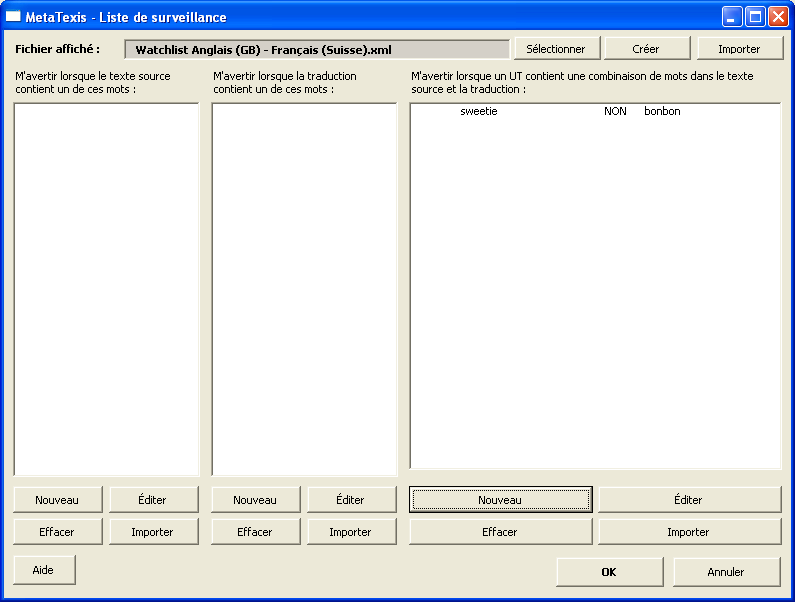 MetaTexis - Liste de surveillance
Fichier affiché :
Watchlist Anglais (GB) - Français (Suisse).xml
Sélectionner
Créer
Importer
M'avertir lorsque le texte source
contient un de ces mots :
M'avertir lorsque la traduction
contient un de ces mots :
M'avertir lorsque un UT contient une combinaison de mots dans le texte
source et la traduction :
sweetie NON bonbon
Nouveau
Éditer
Nouveau
Éditer
Nouveau
Éditer
Effacer
Importer
Effacer
Importer
Effacer
Importer
Aide
OK
Annuler